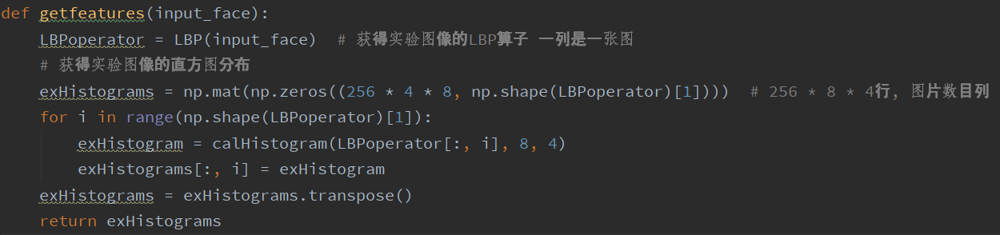 def getfeatures(input_face):
    LBPoperator = LBP(input_face)  # 获得实验图像的LBP算子 一列是一张图
    # 获得实验图像的直方图分布
    exHistograms = np.mat(np.zeros((256 * 4 * 8, np.shape(LBPoperator)[1])))  # 256 * 8 * 4行, 图片数目列
    for i in range(np.shape(LBPoperator)[1]):
        exHistogram = calHistogram(LBPoperator[:, i], 8, 4)
        exHistograms[:, i] = exHistogram
    exHistograms = exHistograms.transpose()
    return exHistograms